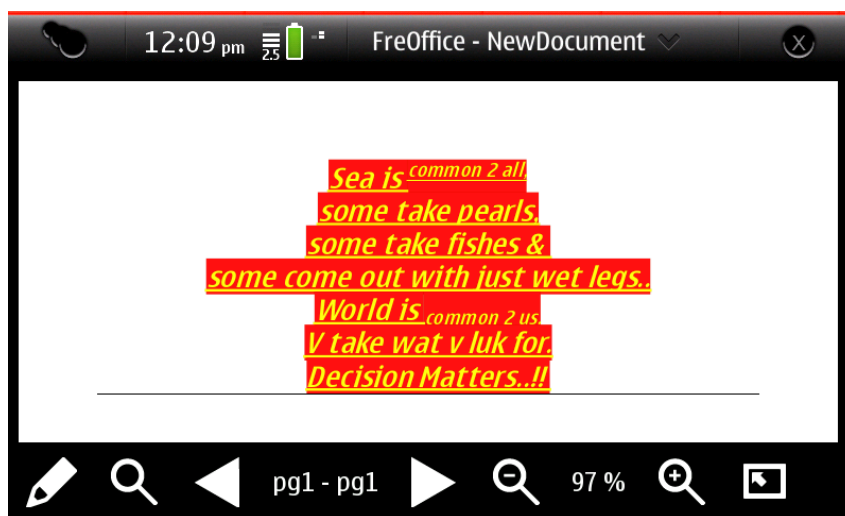 12:09 pm 2.5 FreOffice - NewDocument X
Sea is common 2 all,
some take pearls,
some take fishes &
some come out with just wet legs..
World is common 2 us,
V take wat v luk for.
Decision Matters..!!
pg1 - pg1 97 %